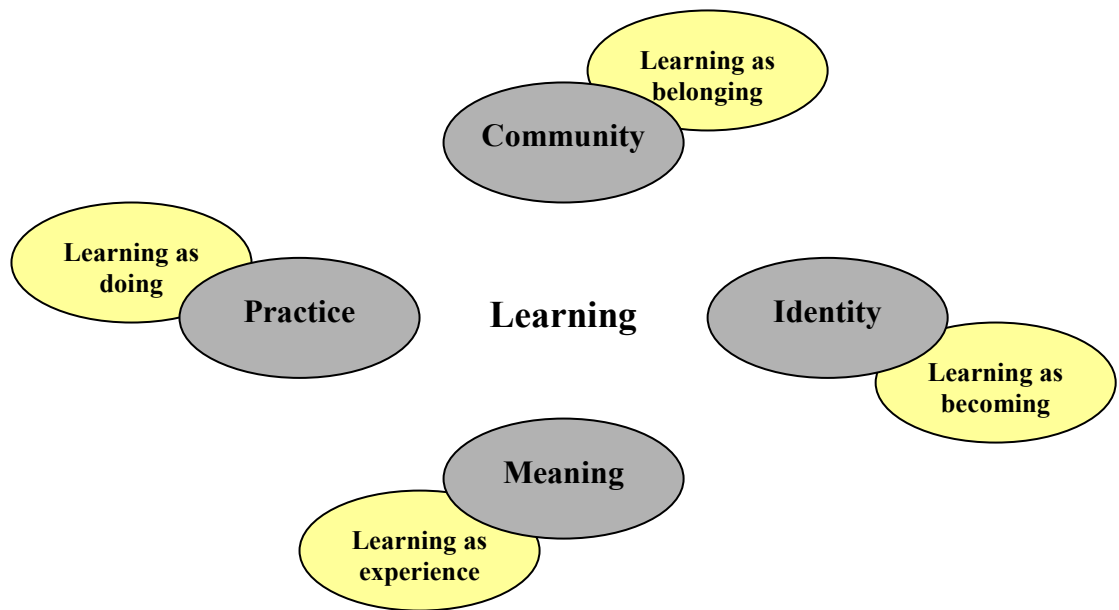 Learning as
belonging
Community
Learning as
doing
Practice
Learning
Identity
Learning as
becoming
Meaning
Learning as
experience